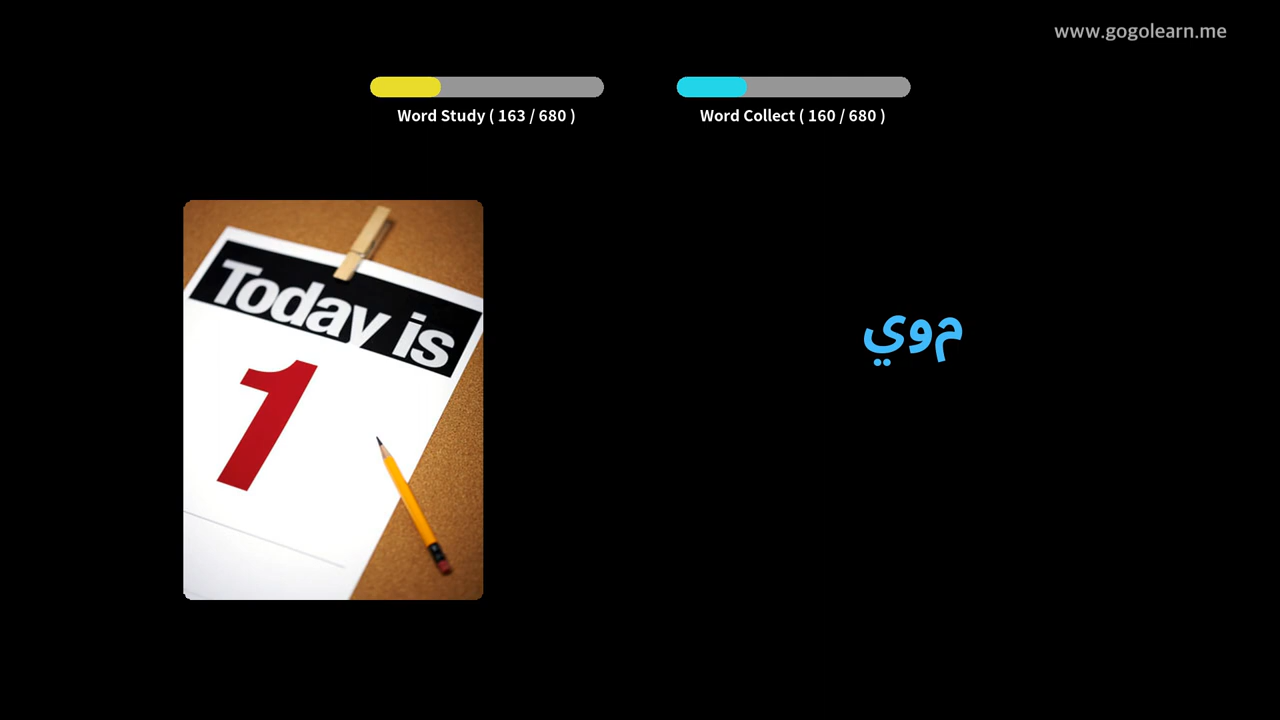 www.gogolearn.me
Word Study ( 163 / 680 )
Word Collect ( 160 / 680 )
Today is
1
يوم